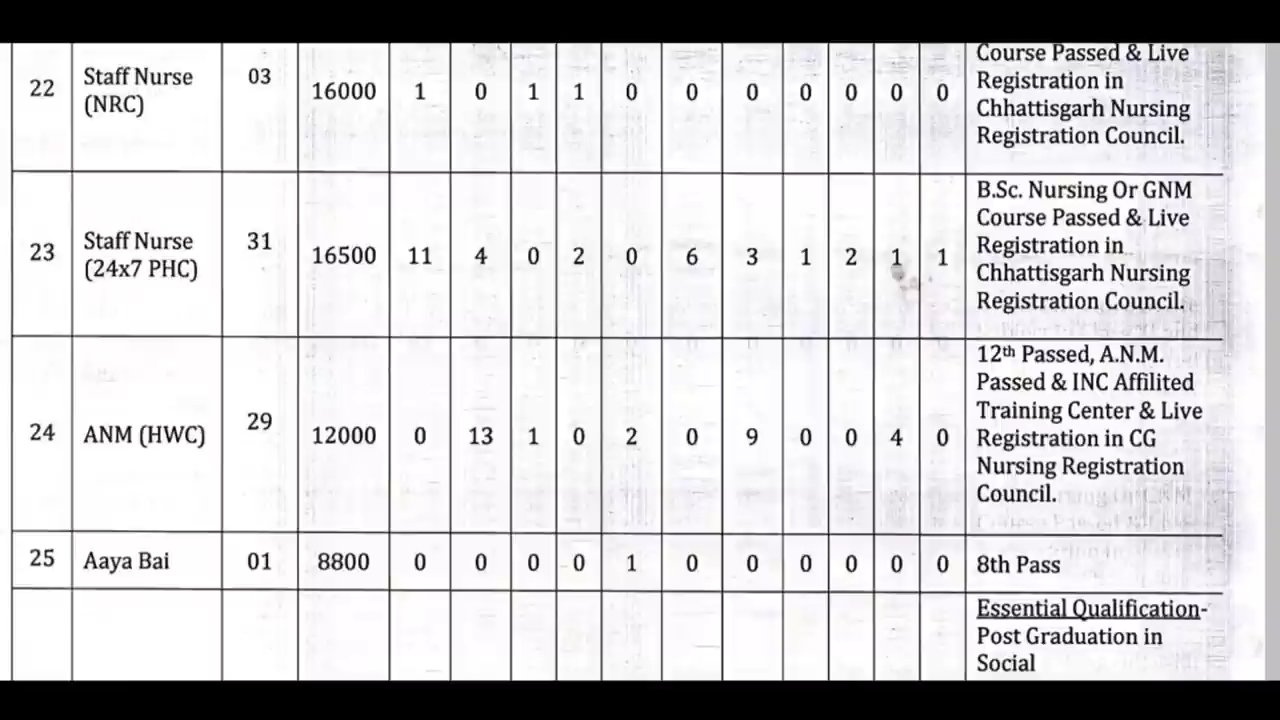 Course Passed & Live
22 Staff Nurse 03 16000 1 0 1 1 0 0 0 0 0 0 0 Registration in
(NRC) Chhattisgarh Nursing
Registration Council.
B.Sc. Nursing Or GNM
23 Staff Nurse 31 16500 11 4 0 2 0 6 3 1 2 1 1 Course Passed & Live
(24x7 PHC) Registration in
Chhattisgarh Nursing
Registration Council.
12th Passed, A.N.M.
Passed & INC Affilited
24 ANM (HWC) 29 12000 0 13 1 0 2 0 9 0 0 4 0 Training Center & Live
Registration in CG
Nursing Registration
Council.
25 Aaya Bai 01 8800 0 0 0 0 1 0 0 0 0 0 0 8th Pass
Essential Qualification-
Post Graduation in
Social